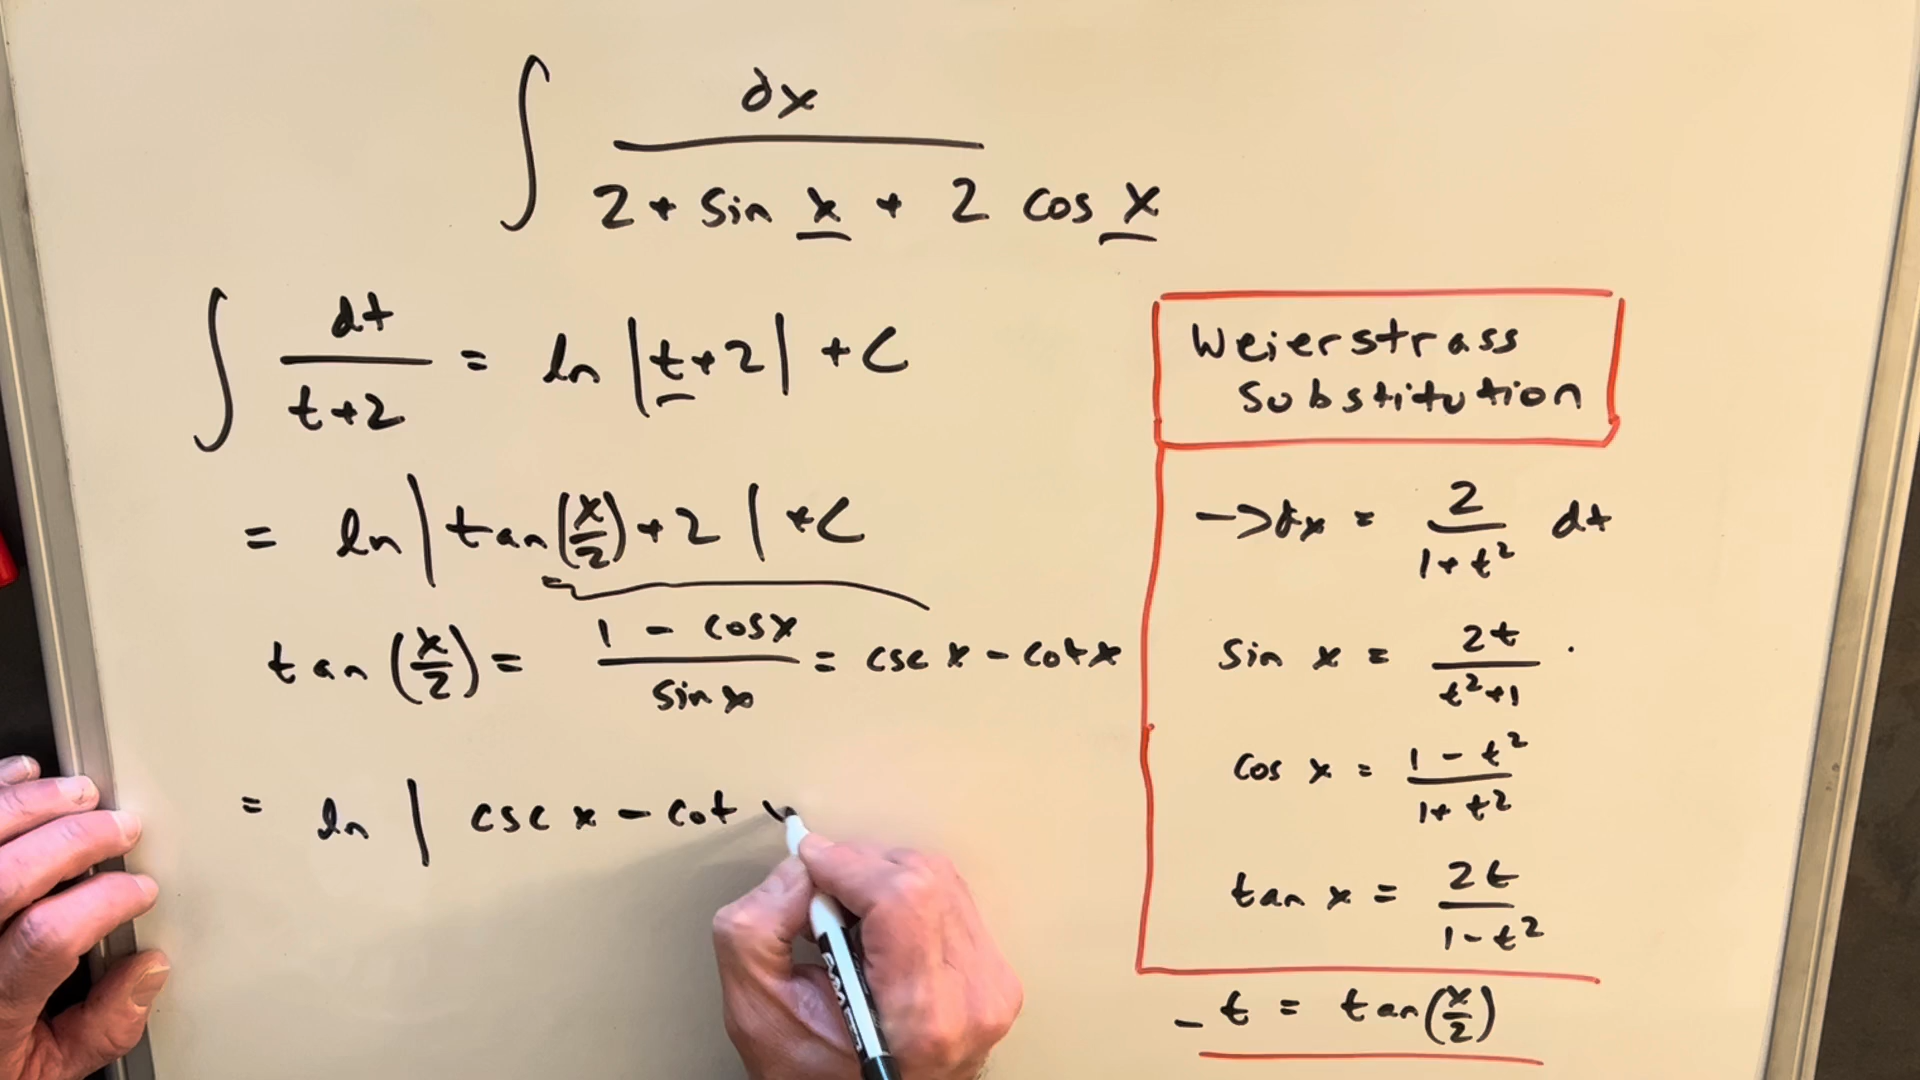 ∫ dx / (2 + sin x + 2 cos x)
∫ dt / (t+2) = ln |t+2| + C
= ln | tan(x/2) + 2 | + C
tan (x/2) = (1 - cos x) / (sin x) = csc x - cot x
= ln | csc x - cot x
Weierstrass
Substitution
→ dx = 2 / (1 + t²) dt
sin x = 2t / (t²+1) .
cos x = (1 - t²) / (1 + t²)
tan x = 2t / (1 - t²)
- t = tan(x/2)
EXPO